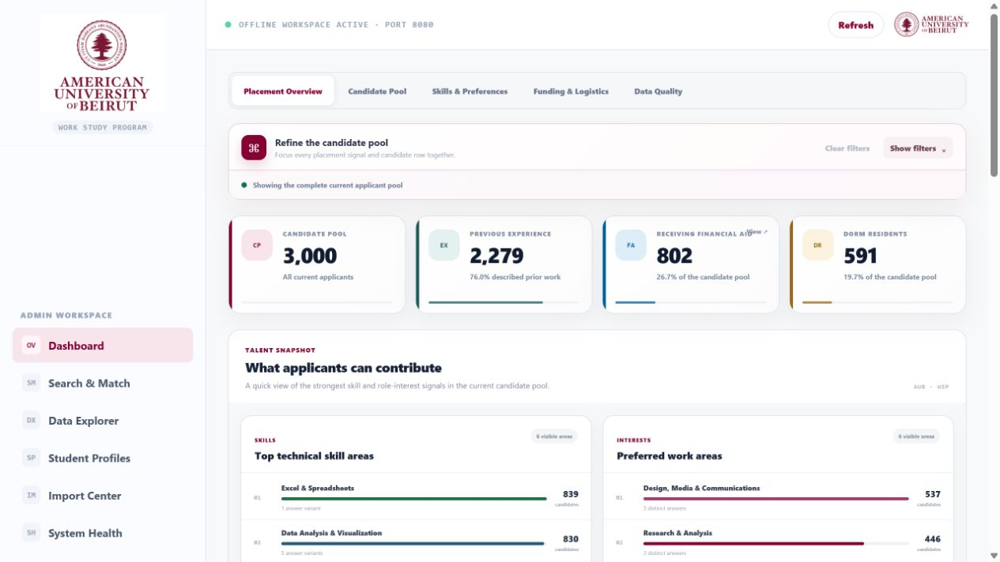 AMERICAN
UNIVERSITY
OF BEIRUT
WORK STUDY PROGRAM
ADMIN WORKSPACE
OV Dashboard
SM Search & Match
DX Data Explorer
SP Student Profiles
IM Import Center
SH System Health
OFFLINE WORKSPACE ACTIVE · PORT 8080
Refresh
AMERICAN
UNIVERSITY
OF BEIRUT
Placement Overview Candidate Pool Skills & Preferences Funding & Logistics Data Quality
⌘ Refine the candidate pool
Focus every placement signal and candidate row together.
Clear filters Show filters
Showing the complete current applicant pool
CP CANDIDATE POOL
3,000
All current applicants
EX PREVIOUS EXPERIENCE
2,279
76.0% described prior work
FA RECEIVING FINANCIAL AID View ↗
802
26.7% of the candidate pool
DR DORM RESIDENTS
591
19.7% of the candidate pool
TALENT SNAPSHOT
What applicants can contribute
A quick view of the strongest skill and role-interest signals in the current candidate pool.
AUB · WSP
SKILLS
Top technical skill areas
6 visible areas
01 Excel & Spreadsheets 839
1 answer variant candidates
02 Data Analysis & Visualization 830
5 answer variants candidates
INTERESTS
Preferred work areas
6 visible areas
01 Design, Media & Communications 537
3 distinct answers candidates
02 Research & Analysis 446
2 distinct answers candidates